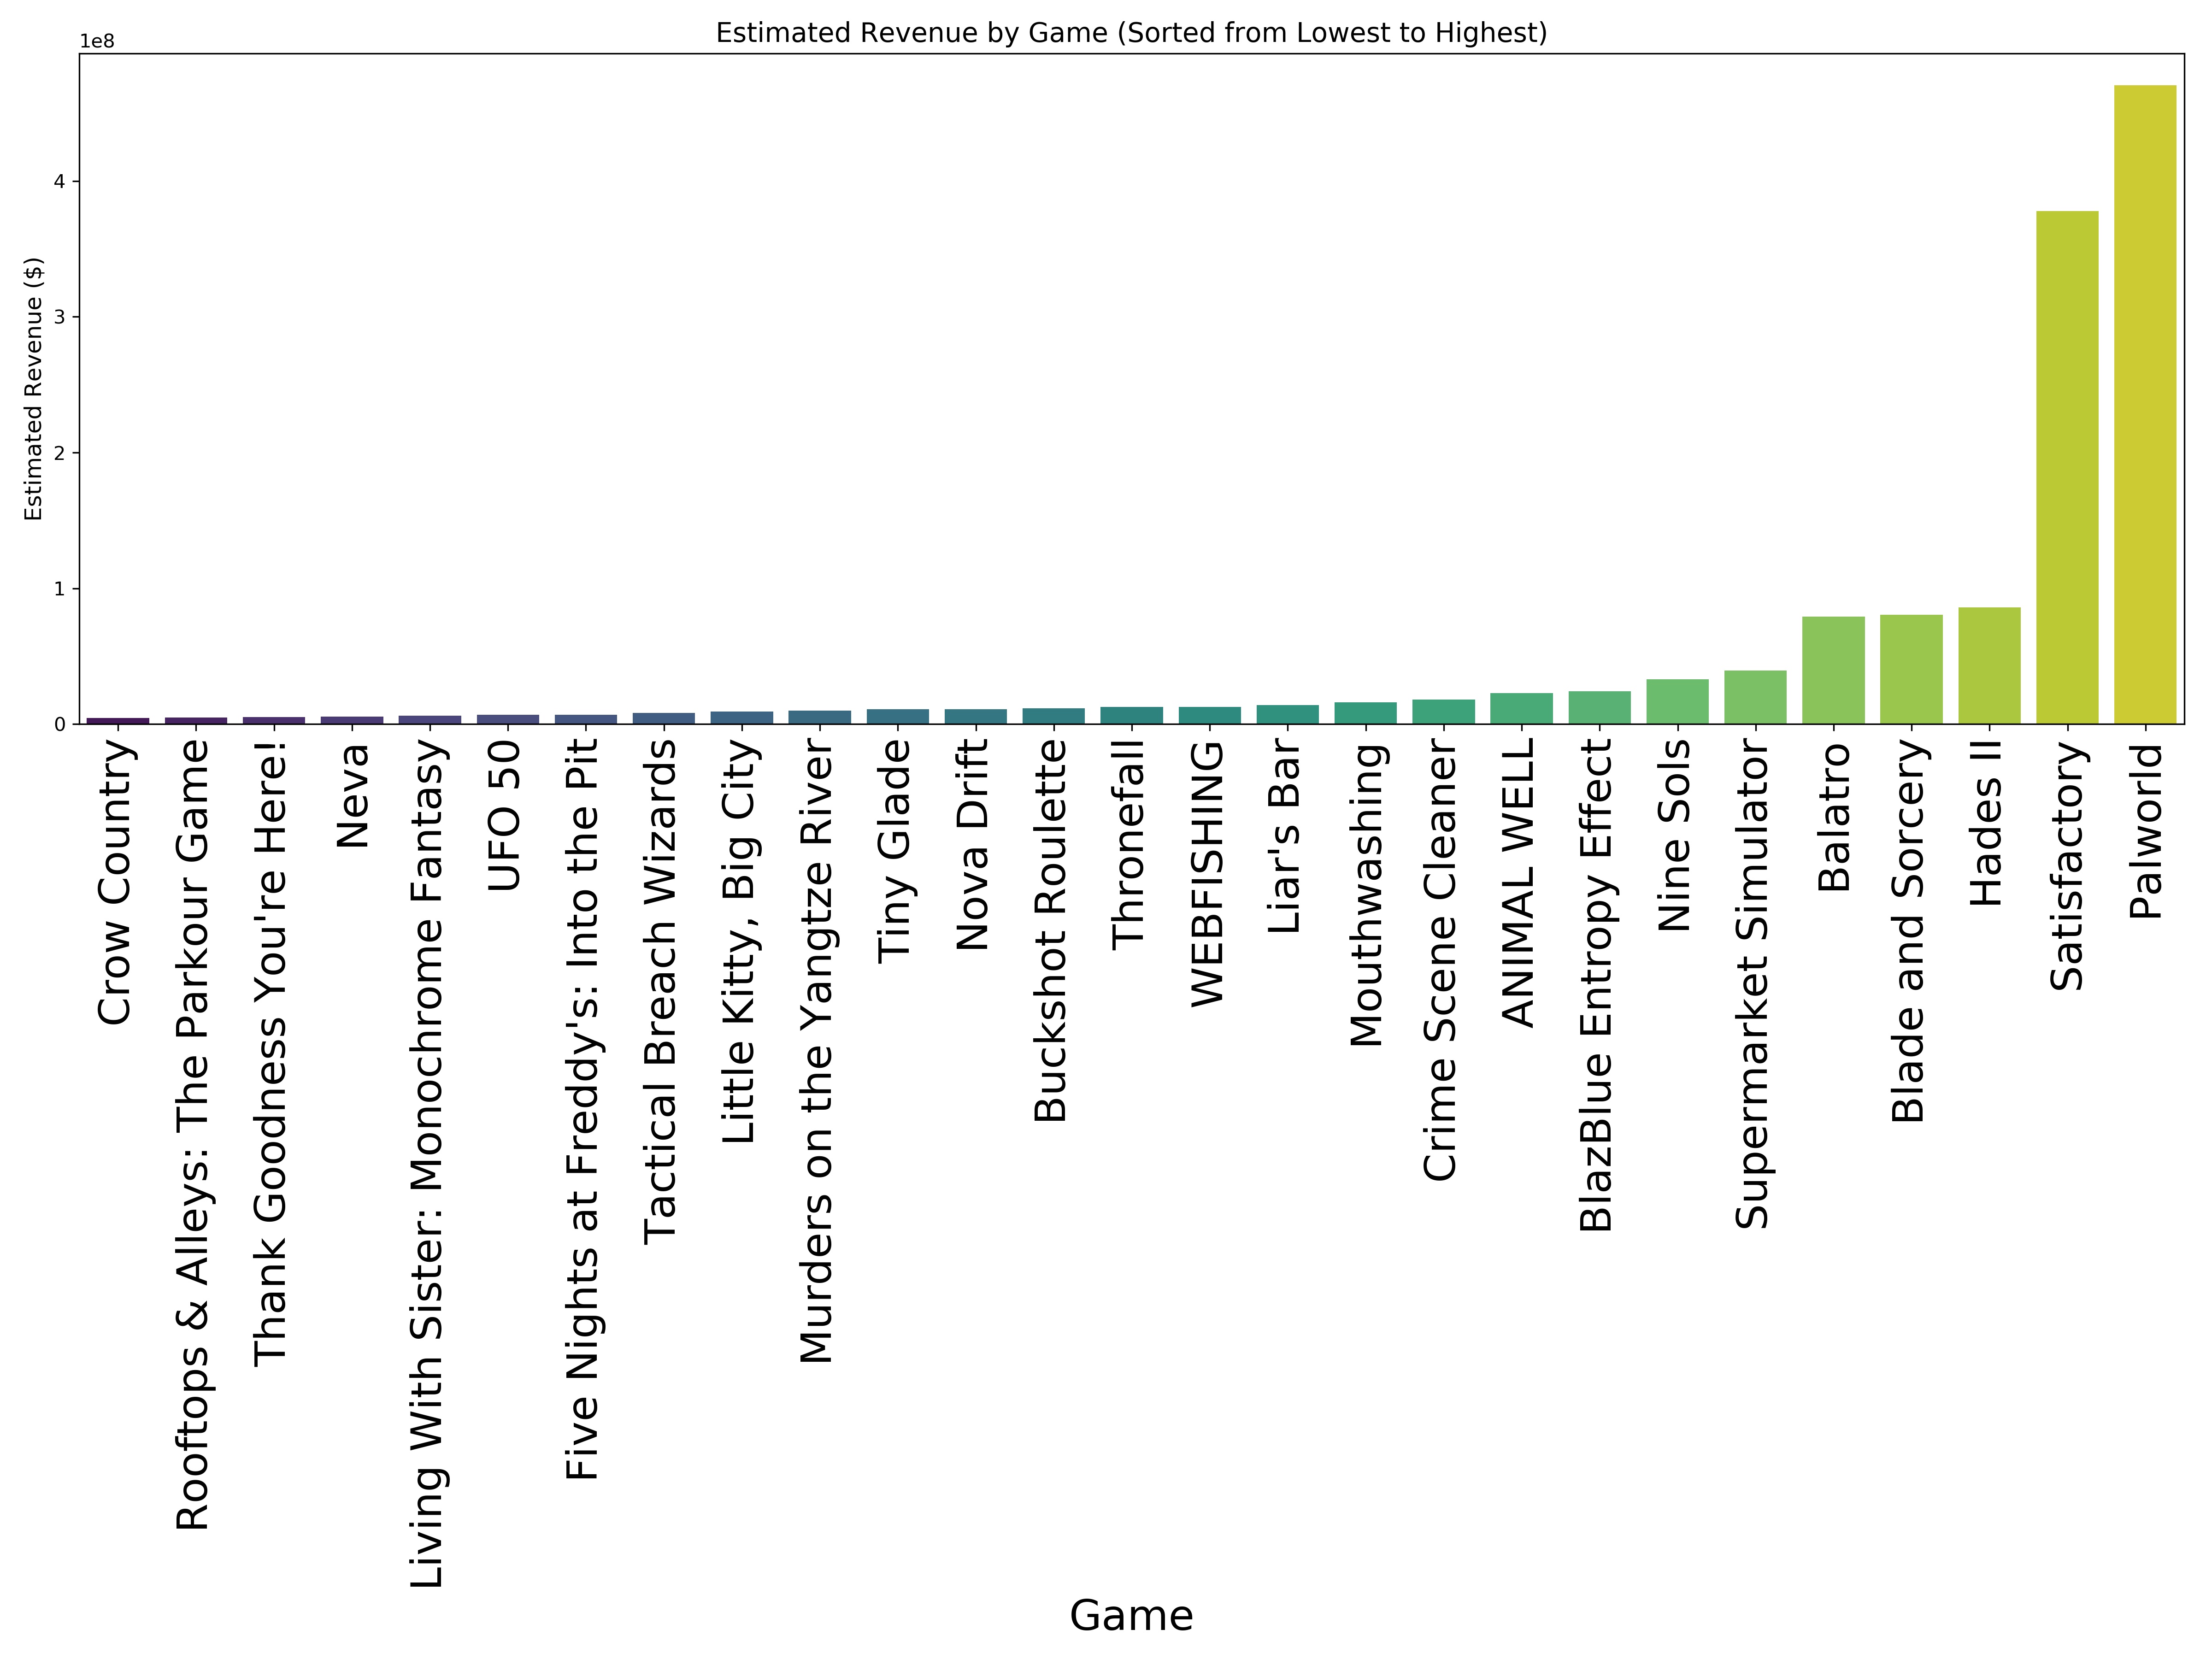 Estimated Revenue by Game (Sorted from Lowest to Highest)
1e8
Estimated Revenue ($)
4
3
2
1
0
Crow Country
Rooftops & Alleys: The Parkour Game
Thank Goodness You're Here!
Neva
Living With Sister: Monochrome Fantasy
UFO 50
Five Nights at Freddy's: Into the Pit
Tactical Breach Wizards
Little Kitty, Big City
Murders on the Yangtze River
Tiny Glade
Nova Drift
Buckshot Roulette
Thronefall
WEBFISHING
Liar's Bar
Mouthwashing
Crime Scene Cleaner
ANIMAL WELL
BlazBlue Entropy Effect
Nine Sols
Supermarket Simulator
Balatro
Blade and Sorcery
Hades II
Satisfactory
Palworld
Game